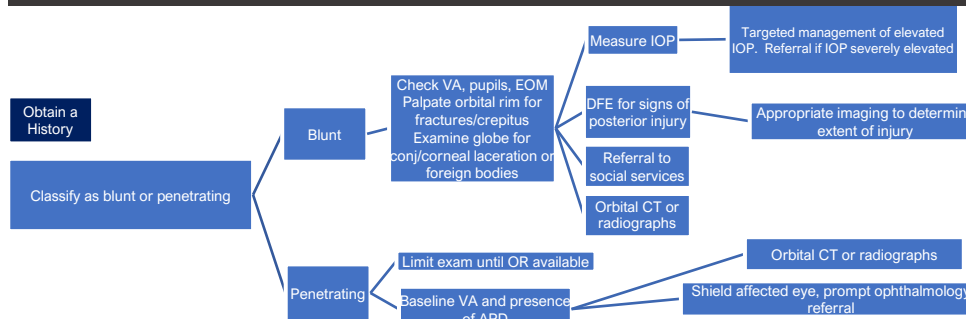 Obtain a
History
Classify as blunt or penetrating
Blunt
Check VA, pupils, EOM
Palpate orbital rim for
fractures/crepitus
Examine globe for
conj/corneal laceration or
foreign bodies
Measure IOP
Targeted management of elevated
IOP. Referral if IOP severely elevated
DFE for signs of
posterior injury
Appropriate imaging to determin
extent of injury
Referral to
social services
Orbital CT or
radiographs
Penetrating
Limit exam until OR available
Baseline VA and presence
of APD
Orbital CT or radiographs
Shield affected eye, prompt ophthalmology
referral